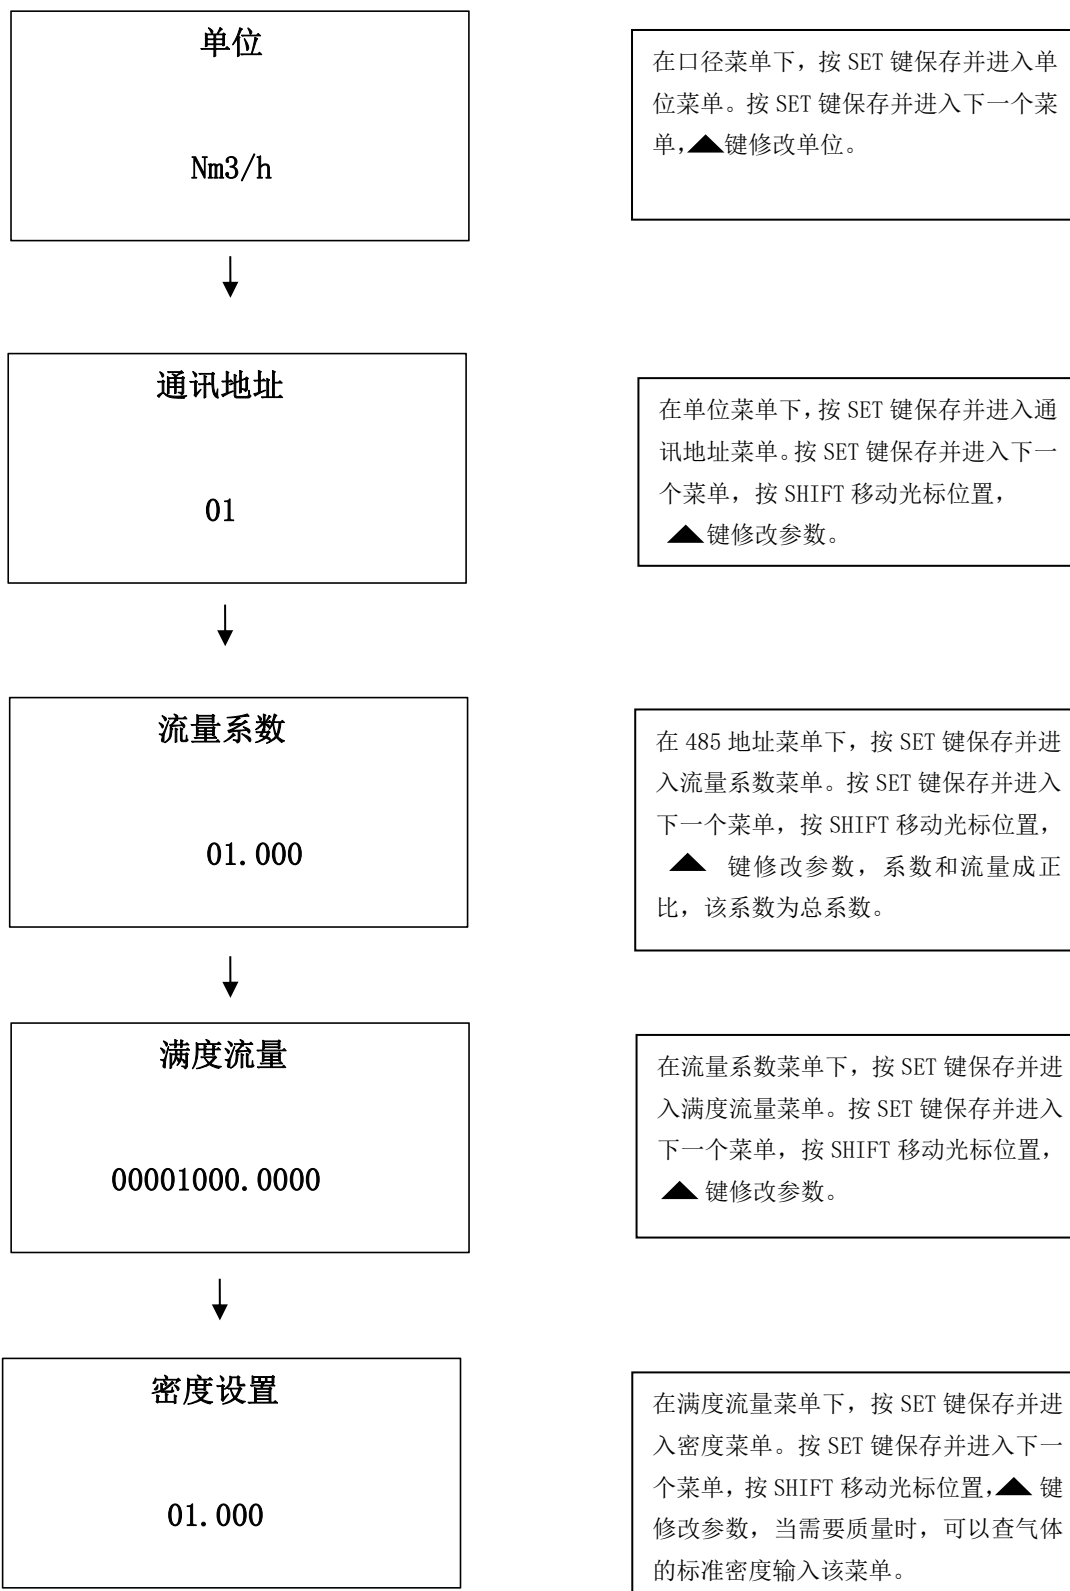 单位
Nm3/h
在口径菜单下，按 SET 键保存并进入单
位菜单。按 SET 键保存并进入下一个菜
单，▲键修改单位。
通讯地址
01
在单位菜单下，按 SET 键保存并进入通
讯地址菜单。按 SET 键保存并进入下一
个菜单，按 SHIFT 移动光标位置，
▲键修改参数。
流量系数
01.000
在 485 地址菜单下，按 SET 键保存并进
入流量系数菜单。按 SET 键保存并进入
下一个菜单，按 SHIFT 移动光标位置，
▲ 键修改参数，系数和流量成正
比，该系数为总系数。
满度流量
00001000.0000
在流量系数菜单下，按 SET 键保存并进
入满度流量菜单。按 SET 键保存并进入
下一个菜单，按 SHIFT 移动光标位置，
▲ 键修改参数。
密度设置
01.000
在满度流量菜单下，按 SET 键保存并进
入密度菜单。按 SET 键保存并进入下一
个菜单，按 SHIFT 移动光标位置，▲ 键
修改参数，当需要质量时，可以查气体
的标准密度输入该菜单。